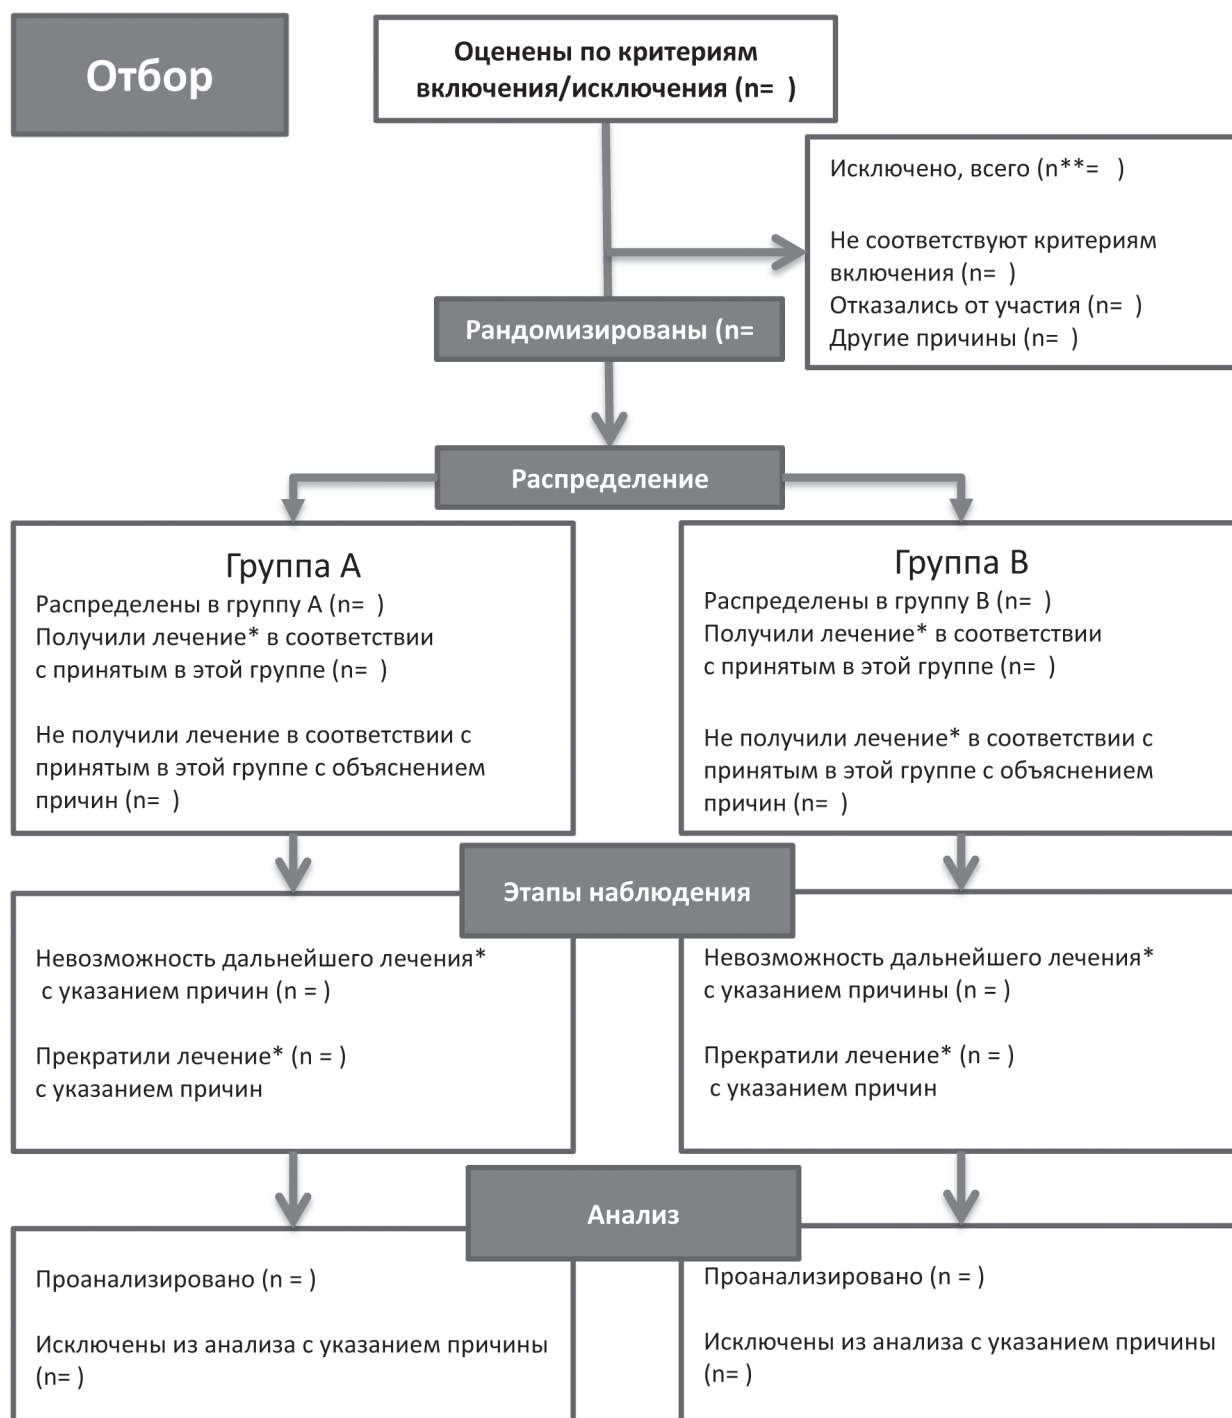 Отбор
Оценены по критериям
включения/исключения (n=  )
Исключено, всего (n**=   )
Не соответствуют критериям
включения (n=  )
Отказались от участия (n=  )
Другие причины (n=  )
Рандомизированы (n=
Распределение
Группа А
Распределены в группу А (n=  )
Получили лечение* в соответствии
с принятым в этой группе (n=  )
Не получили лечение в соответствии с
принятым в этой группе с объяснением
причин (n=  )
Группа В
Распределены в группу В (n=  )
Получили лечение* в соответствии
с принятым в этой группе (n=  )
Не получили лечение* в соответствии с
принятым в этой группе с объяснением
причин (n=  )
Этапы наблюдения
Невозможность дальнейшего лечения*
с указанием причин (n = )
Прекратили лечение* (n = )
с указанием причин
Невозможность дальнейшего лечения*
с указанием причины (n = )
Прекратили лечение* (n = )
с указанием причин
Анализ
Проанализировано (n = )
Исключены из анализа с указанием причины
(n= )
Проанализировано (n = )
Исключены из анализа с указанием причины
(n= )